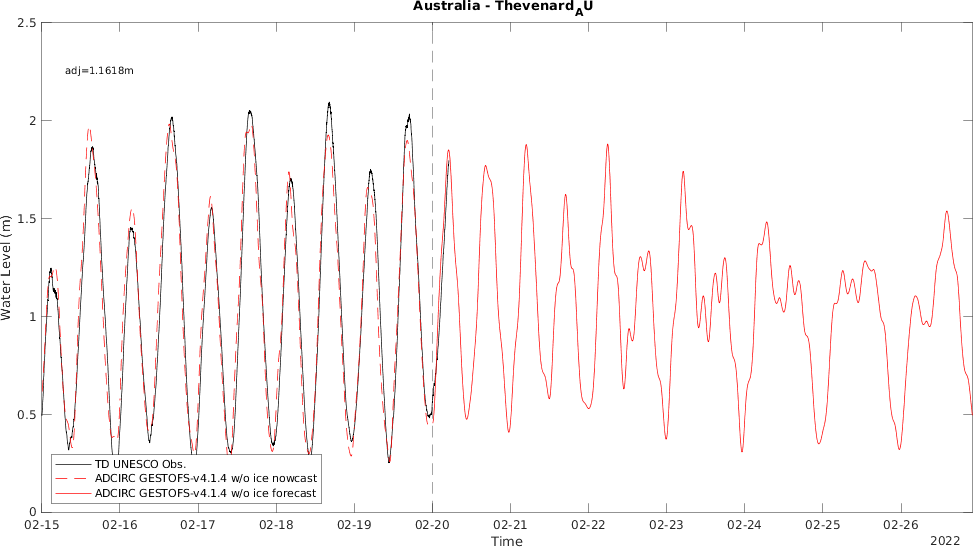 Australia - Thevenard_AU
2.5
adj=1.1618m
2
1.5
Water Level (m)
1
0.5
TD UNESCO Obs.
ADCIRC GESTOFS-v4.1.4 w/o ice nowcast
ADCIRC GESTOFS-v4.1.4 w/o ice forecast
0
02-15 02-16 02-17 02-18 02-19 02-20 02-21 02-22 02-23 02-24 02-25 02-26
Time
2022